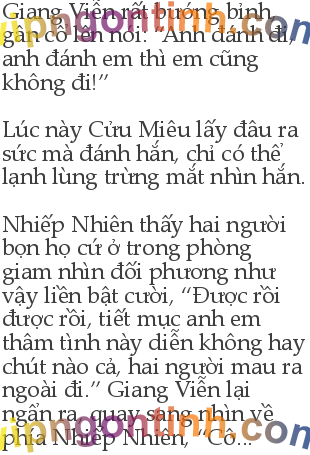 Giang Viễn rất bướng bỉnh
gân cổ lên nói: “Anh đánh đi,
anh đánh em thì em cũng
không đi!”
Lúc này Cửu Miêu lấy đâu ra
sức mà đánh hắn, chỉ có thể
lạnh lùng trừng mắt nhìn hắn.
Nhiếp Nhiên thấy hai người
bọn họ cứ ở trong phòng
giam nhìn đối phương như
vậy liền bật cười, “Được rồi
được rồi, tiết mục anh em
thâm tình này diễn không hay
chút nào cả, hai người mau ra
ngoài đi.” Giang Viễn lại
ngẩn ra, quay sang nhìn về
phía Nhiếp Nhiên, “Cô...